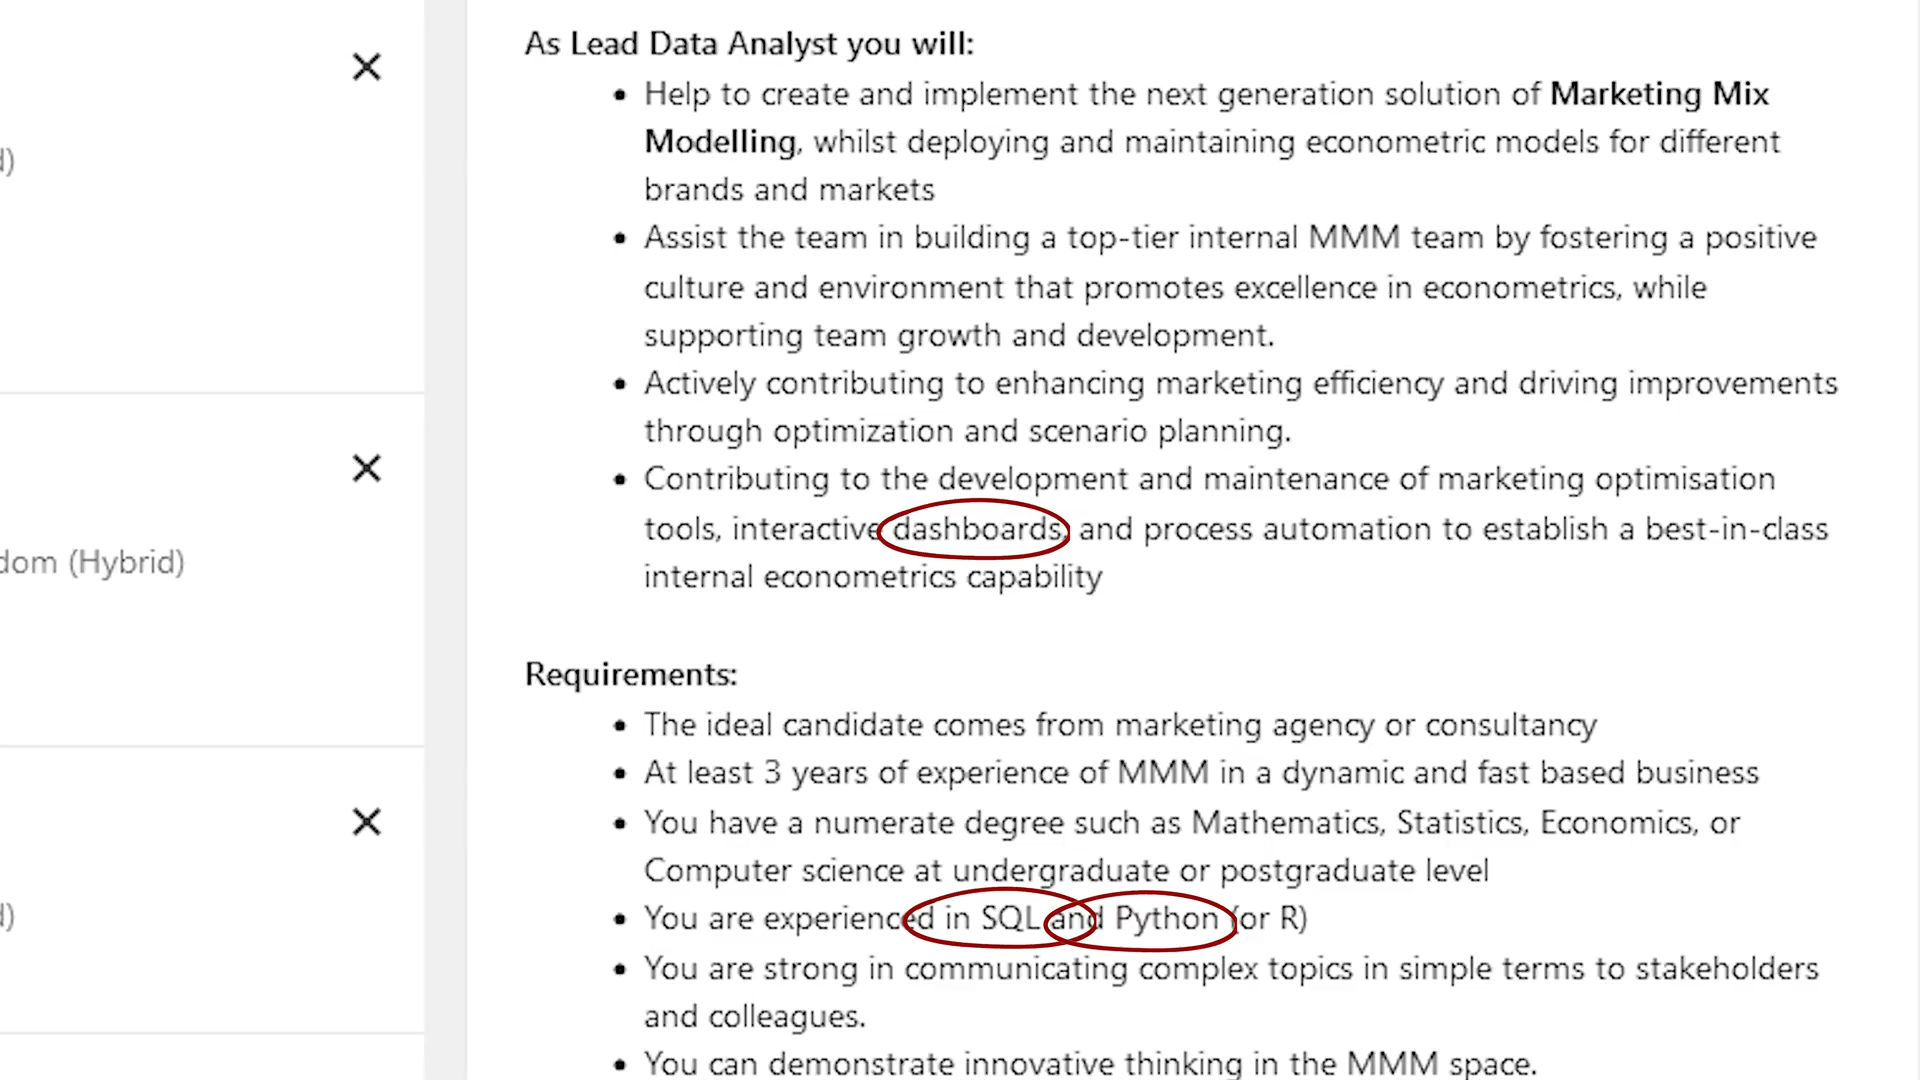 As Lead Data Analyst you will:
• Help to create and implement the next generation solution of Marketing Mix
Modelling, whilst deploying and maintaining econometric models for different
brands and markets
• Assist the team in building a top-tier internal MMM team by fostering a positive
culture and environment that promotes excellence in econometrics, while
supporting team growth and development.
• Actively contributing to enhancing marketing efficiency and driving improvements
through optimization and scenario planning.
• Contributing to the development and maintenance of marketing optimisation
tools, interactive dashboards, and process automation to establish a best-in-class
internal econometrics capability
Requirements:
• The ideal candidate comes from marketing agency or consultancy
• At least 3 years of experience of MMM in a dynamic and fast based business
• You have a numerate degree such as Mathematics, Statistics, Economics, or
Computer science at undergraduate or postgraduate level
• You are experienced in SQL and Python (or R)
• You are strong in communicating complex topics in simple terms to stakeholders
and colleagues.
• You can demonstrate innovative thinking in the MMM space.
dom (Hybrid)